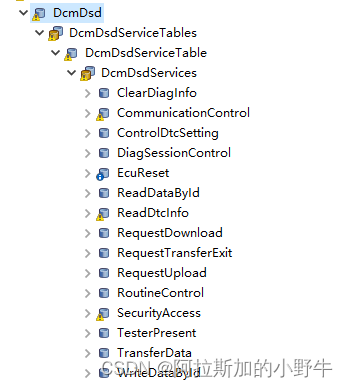 DcmDsd
DcmDsdServiceTables
DcmDsdServiceTable
DcmDsdServices
ClearDiagInfo
CommunicationControl
ControlDtcSetting
DiagSessionControl
EcuReset
ReadDataById
ReadDtcInfo
RequestDownload
RequestTransferExit
RequestUpload
RoutineControl
SecurityAccess
TesterPresent
TransferData
WriteDataById
CSDN @阿拉斯加的小野牛